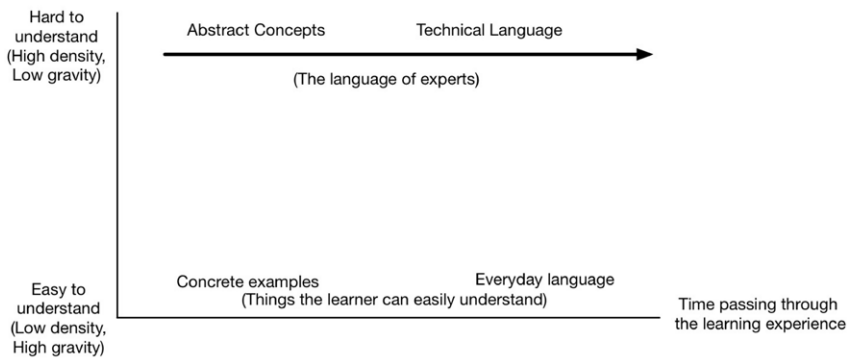 Hard to
understand
(High density,
Low gravity)
Abstract Concepts
Technical Language
(The language of experts)
Concrete examples
Everyday language
(Things the learner can easily understand)
Easy to
understand
(Low density,
High gravity)
Time passing through
the learning experience